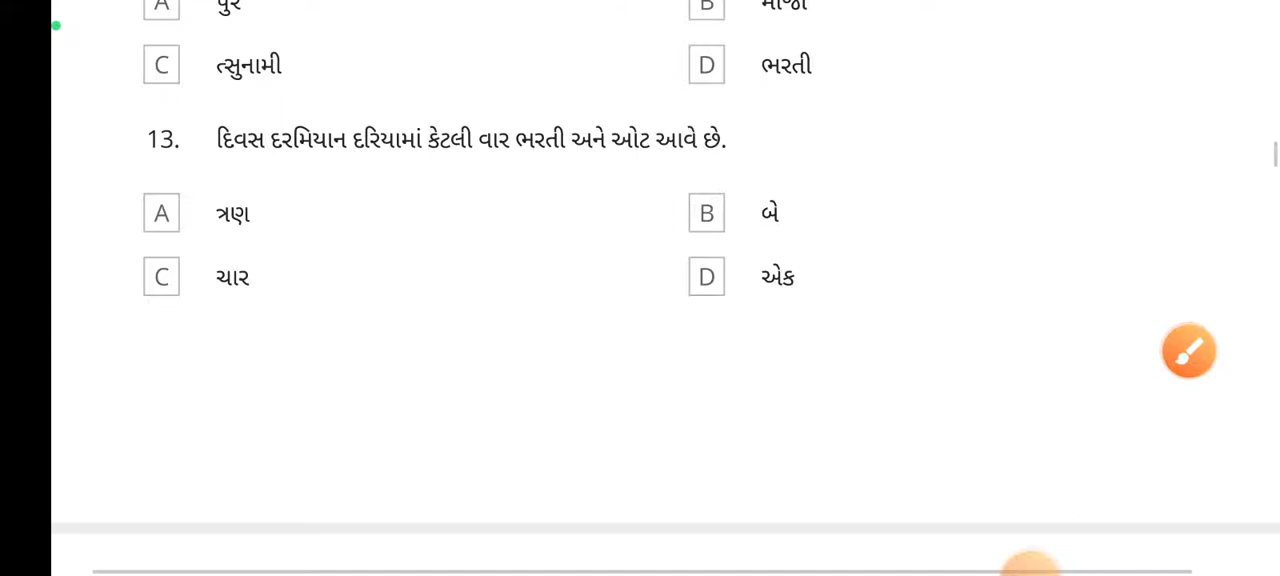 A પુર B મોજાં
C ત્સુનામી D ભરતી
13. દિવસ દરમિયાન દરિયામાં કેટલી વાર ભરતી અને ઓટ આવે છે.
A ત્રણ B બે
C ચાર D એક